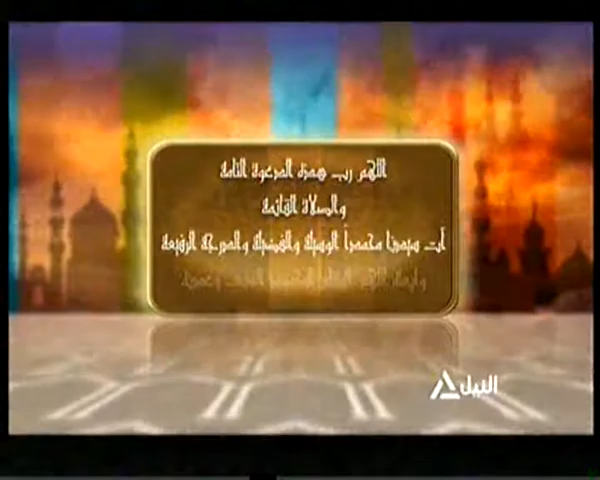 اللهم رب هذه الدعوة التامة
والصلاة القائمة
آت سيدنا محمداً الوسيلة والفضيلة والدرجة الرفيعة
النيل